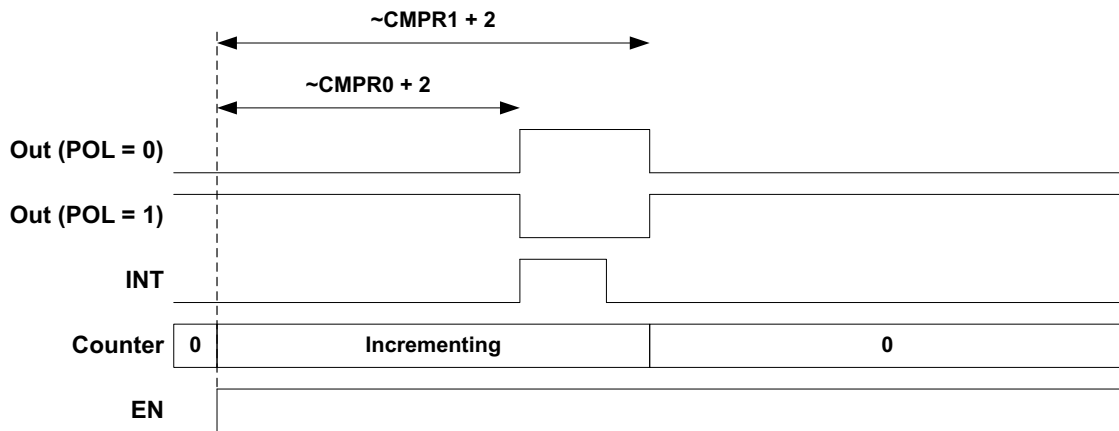 ~CMPR1 + 2
~CMPR0 + 2
Out (POL = 0)
Out (POL = 1)
INT
Counter 0 Incrementing 0
EN